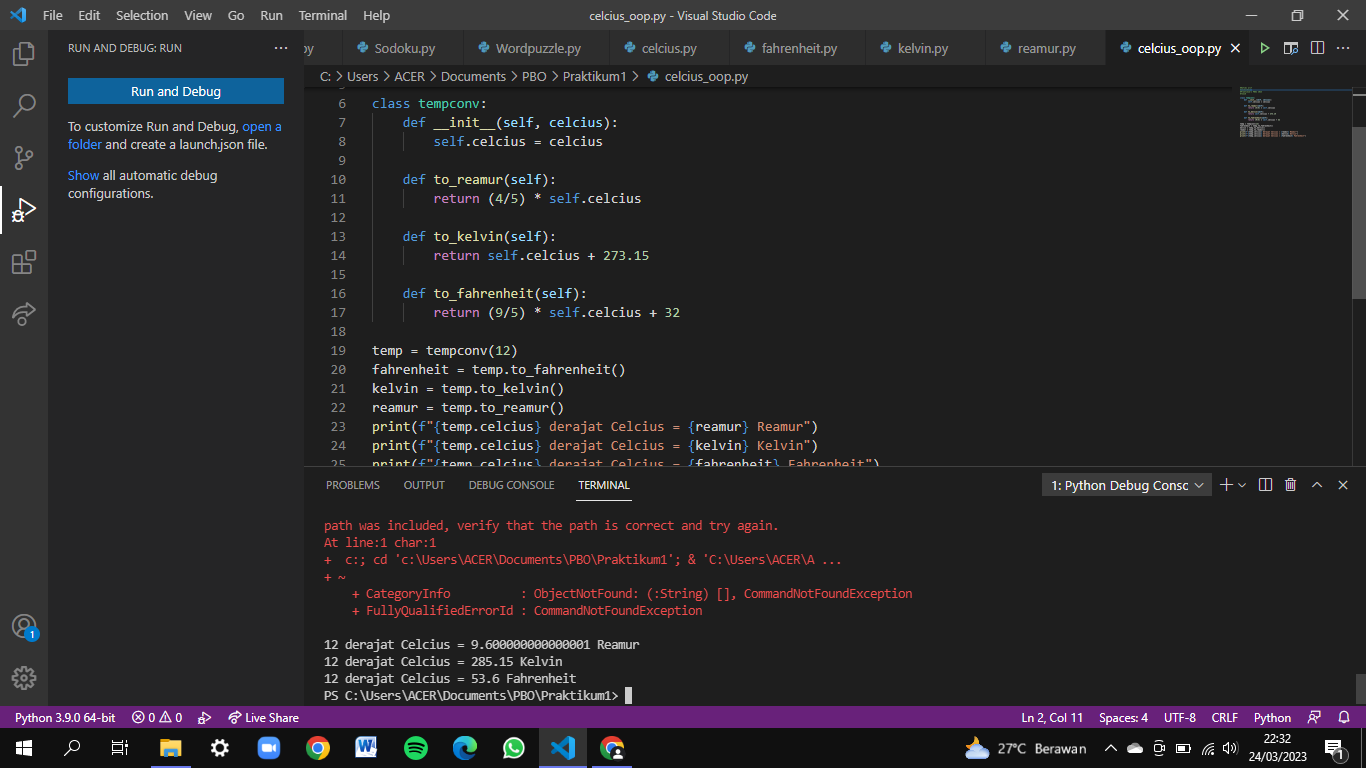 File Edit Selection View Go Run Terminal Help celcius_oop.py - Visual Studio Code
RUN AND DEBUG: RUN ···
Run and Debug
To customize Run and Debug, open a
folder and create a launch.json file.
Show all automatic debug
configurations.
py Sodoku.py Wordpuzzle.py celcius.py fahrenheit.py kelvin.py reamur.py celcius_oop.py
C: > Users > ACER > Documents > PBO > Praktikum1 > celcius_oop.py
6 class tempconv:
7     def __init__(self, celcius):
8         self.celcius = celcius
9
10     def to_reamur(self):
11         return (4/5) * self.celcius
12
13     def to_kelvin(self):
14         return self.celcius + 273.15
15
16     def to_fahrenheit(self):
17         return (9/5) * self.celcius + 32
18
19 temp = tempconv(12)
20 fahrenheit = temp.to_fahrenheit()
21 kelvin = temp.to_kelvin()
22 reamur = temp.to_reamur()
23 print(f"{temp.celcius} derajat Celcius = {reamur} Reamur")
24 print(f"{temp.celcius} derajat Celcius = {kelvin} Kelvin")
25 print(f"{temp.celcius} derajat Celcius = {fahrenheit} Fahrenheit")
PROBLEMS OUTPUT DEBUG CONSOLE TERMINAL 1: Python Debug Consc
path was included, verify that the path is correct and try again.
At line:1 char:1
+  c:; cd 'c:\Users\ACER\Documents\PBO\Praktikum1'; & 'C:\Users\ACER\A ...
+ ~
    + CategoryInfo          : ObjectNotFound: (:String) [], CommandNotFoundException
    + FullyQualifiedErrorId : CommandNotFoundException
12 derajat Celcius = 9.600000000000001 Reamur
12 derajat Celcius = 285.15 Kelvin
12 derajat Celcius = 53.6 Fahrenheit
PS C:\Users\ACER\Documents\PBO\Praktikum1>
1
Python 3.9.0 64-bit 0 0 Live Share Ln 2, Col 11 Spaces: 4 UTF-8 CRLF Python
27°C Berawan 22:32
24/03/2023
1